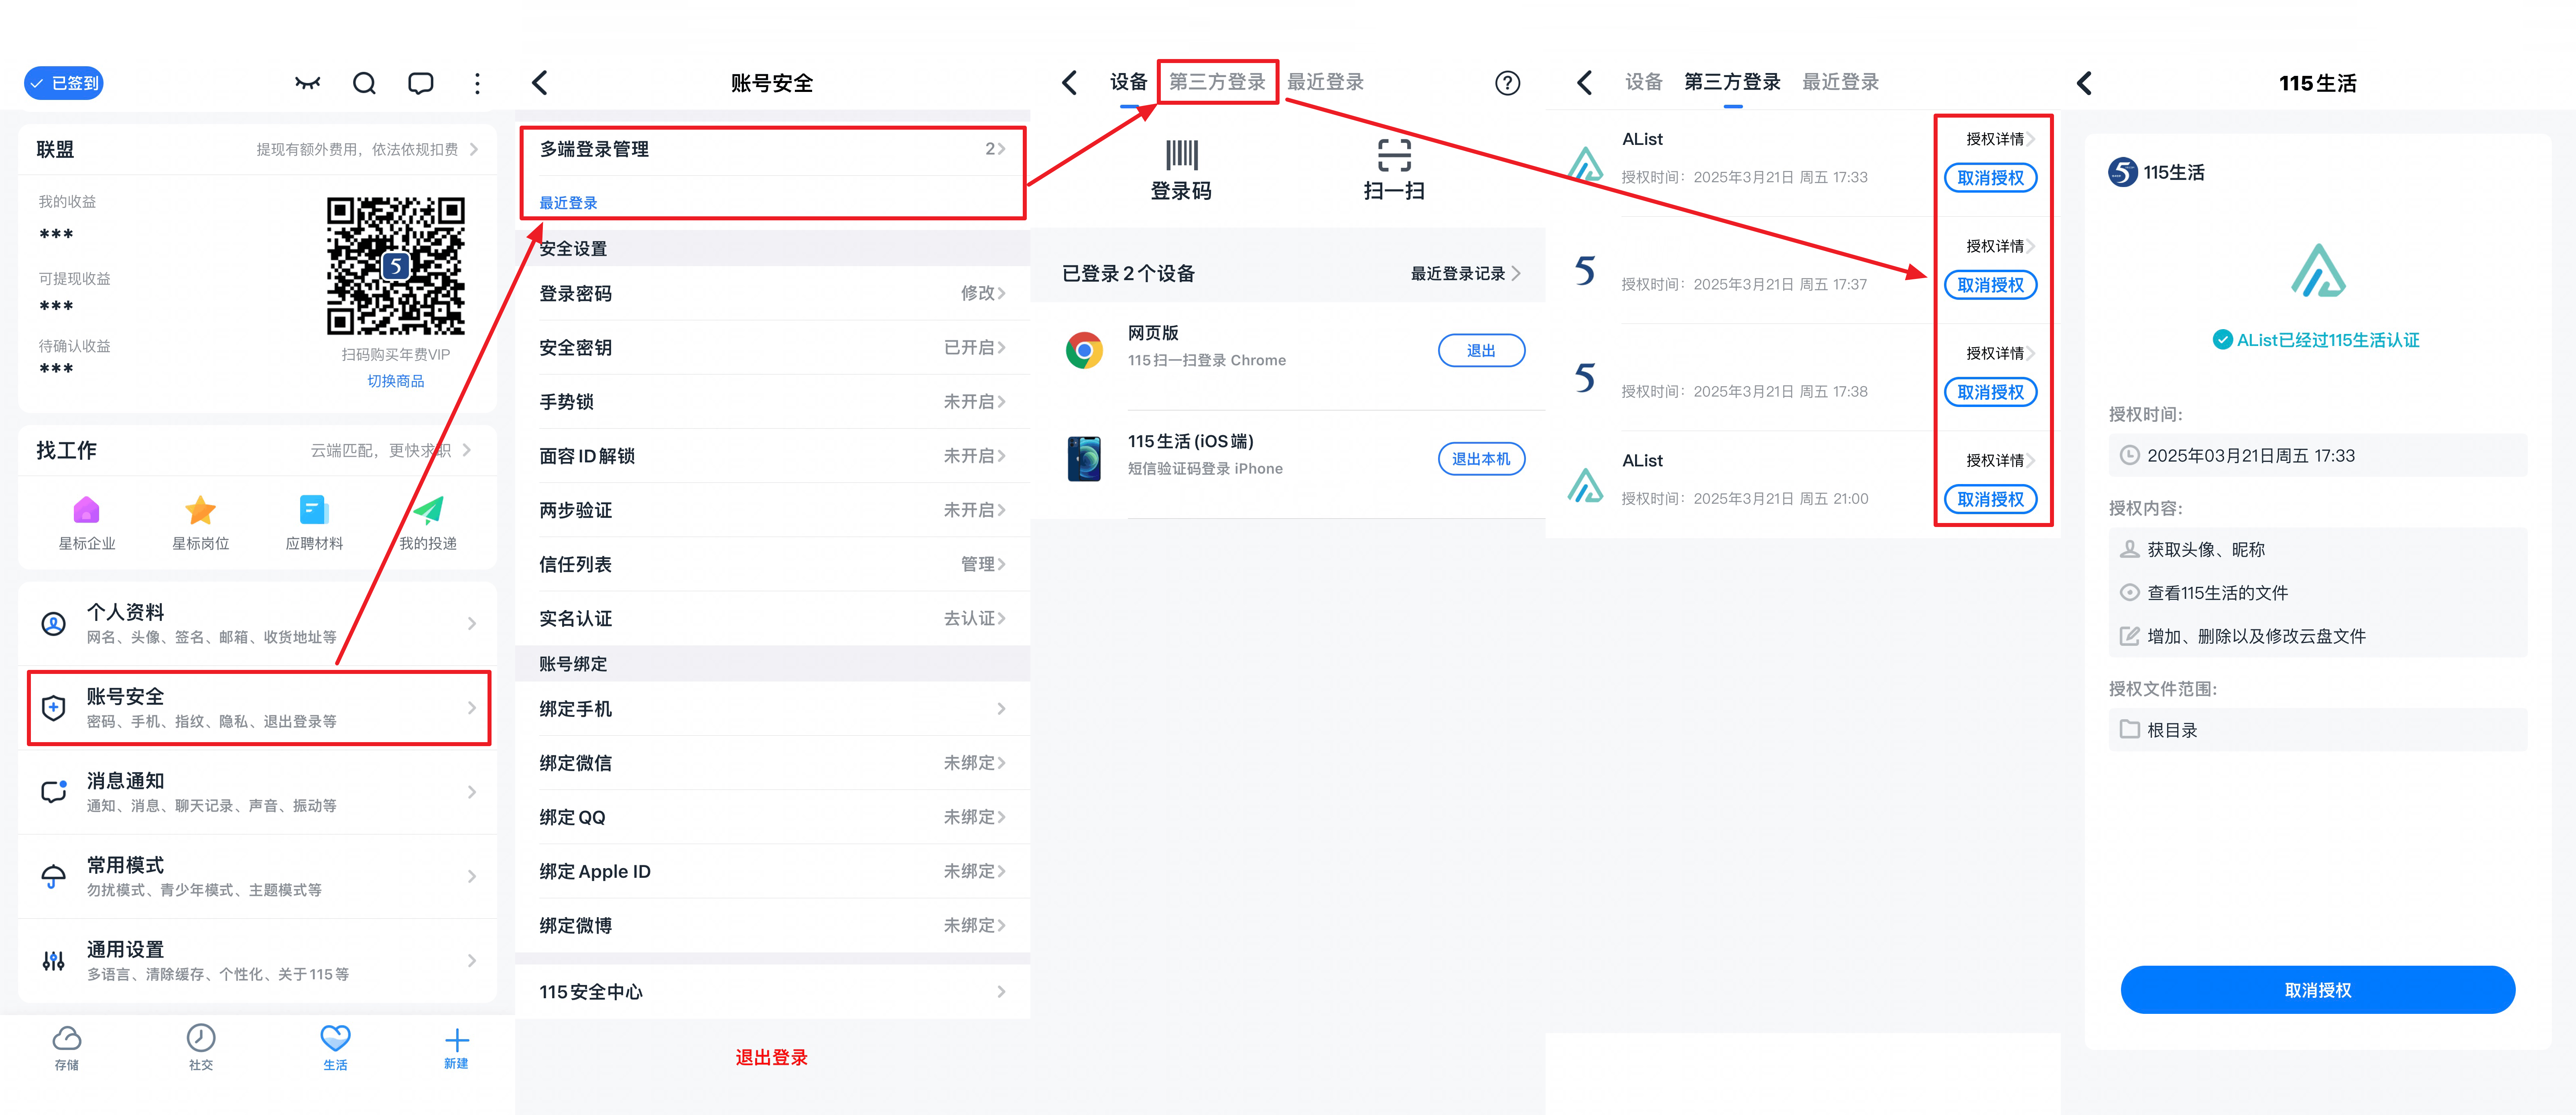 已签到
联盟
提现有额外费用，依法依规扣费
我的收益
***
可提现收益
***
待确认收益
***
5
扫码购买年费VIP
切换商品
找工作
云端匹配，更快求职
星标企业
星标岗位
应聘材料
我的投递
个人资料
网名、头像、签名、邮箱、收货地址等
账号安全
密码、手机、指纹、隐私、退出登录等
消息通知
通知、消息、聊天记录、声音、振动等
常用模式
勿扰模式、青少年模式、主题模式等
通用设置
多语言、清除缓存、个性化、关于115等
存储
社交
生活
新建
账号安全
多端登录管理
2
最近登录
安全设置
登录密码
修改
安全密钥
已开启
手势锁
未开启
面容ID解锁
未开启
两步验证
未开启
信任列表
管理
实名认证
去认证
账号绑定
绑定手机
绑定微信
未绑定
绑定QQ
未绑定
绑定Apple ID
未绑定
绑定微博
未绑定
115安全中心
退出登录
设备 第三方登录 最近登录
登录码
扫一扫
已登录2个设备
最近登录记录
网页版
115扫一扫登录 Chrome
退出
115生活(iOS端)
短信验证码登录 iPhone
退出本机
设备 第三方登录 最近登录
AList
授权详情
授权时间：2025年3月21日 周五 17:33
取消授权
5
授权详情
授权时间：2025年3月21日 周五 17:37
取消授权
5
授权详情
授权时间：2025年3月21日 周五 17:38
取消授权
AList
授权详情
授权时间：2025年3月21日 周五 21:00
取消授权
115生活
5 115生活
AList已经过115生活认证
授权时间:
2025年03月21日周五 17:33
授权内容:
获取头像、昵称
查看115生活的文件
增加、删除以及修改云盘文件
授权文件范围:
根目录
取消授权